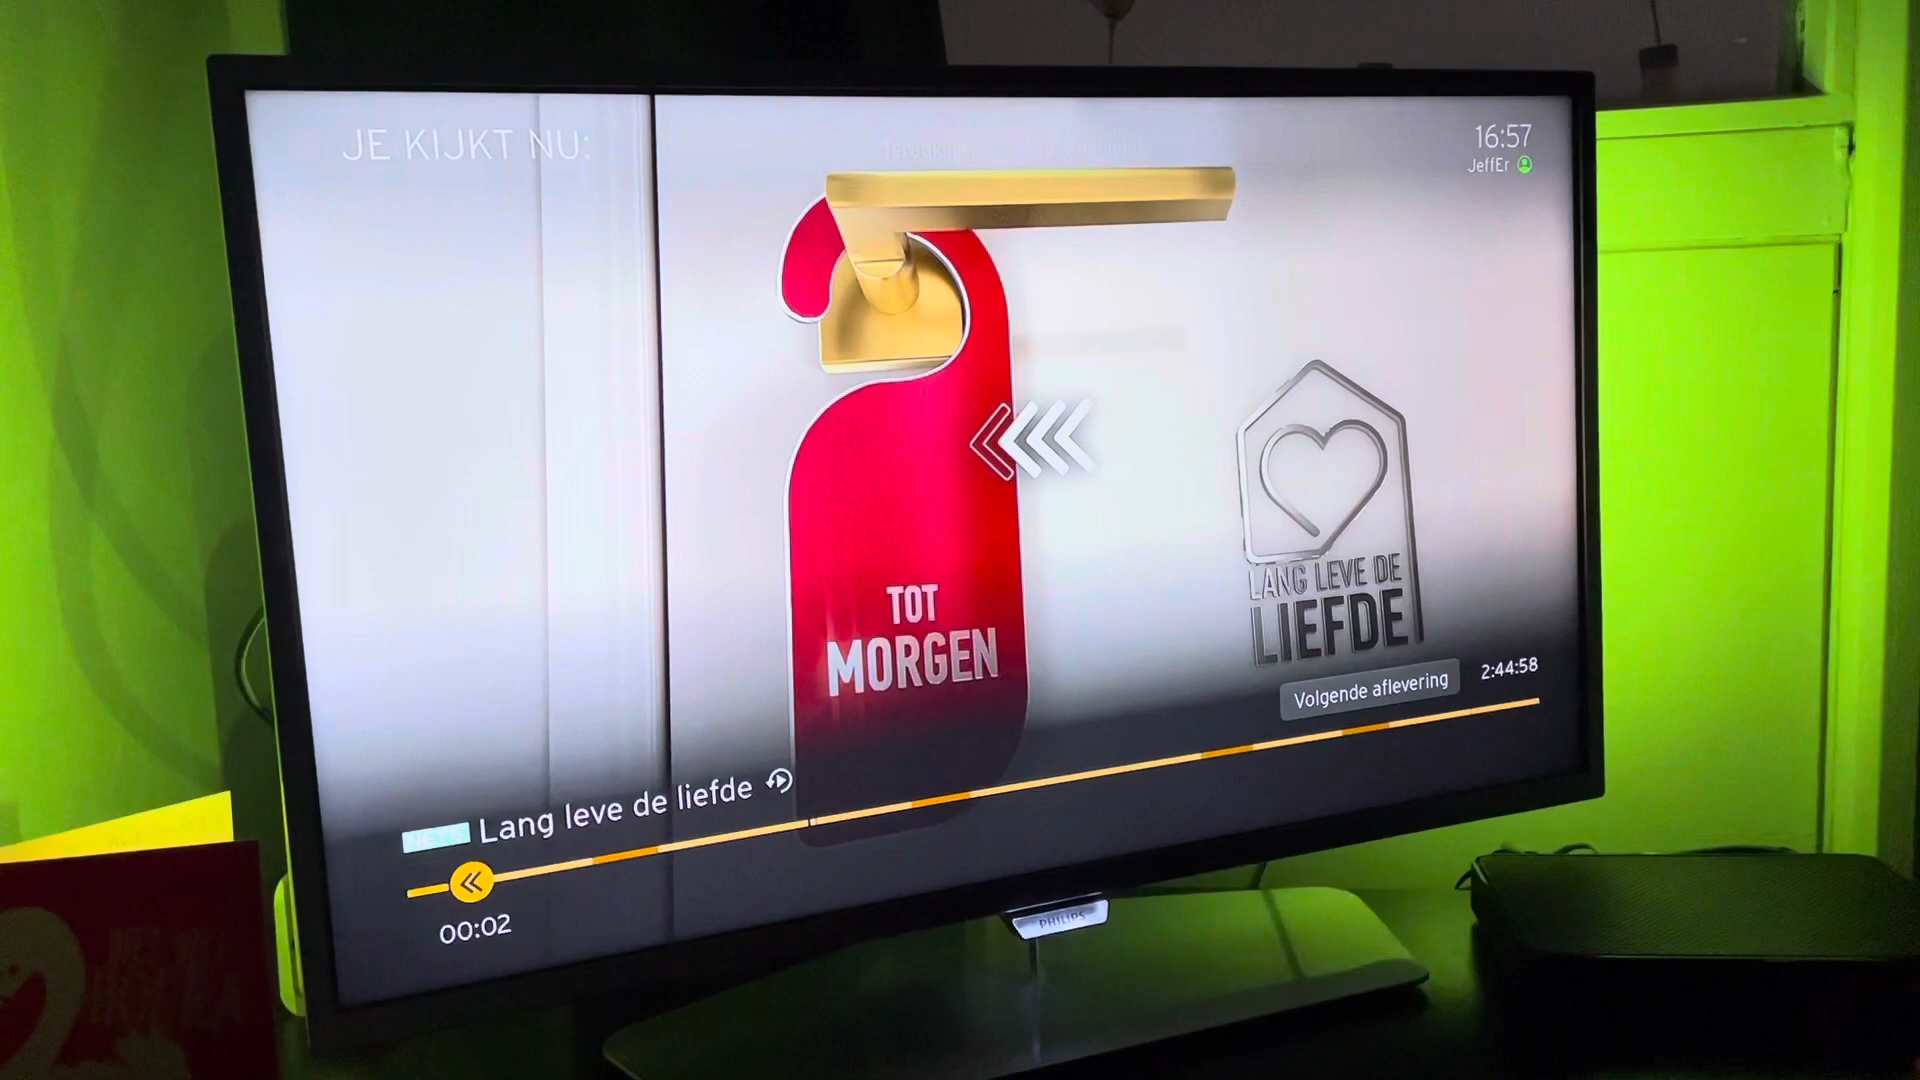 JE KIJKT NU:
16:57
JeffEr
TOT
MORGEN
LANG LEVE DE
LIEFDE
Volgende aflevering
2:44:58
NET5 Lang leve de liefde
00:02
PHILIPS